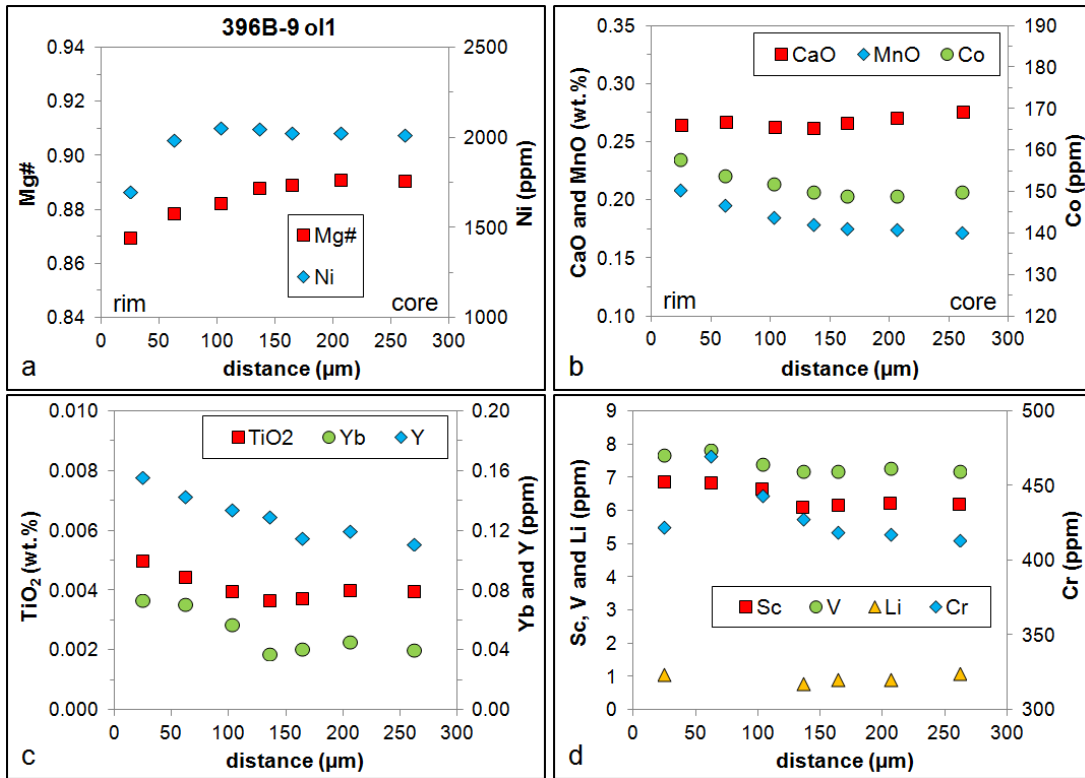 396B-9 ol1
0.94
0.92
0.90
0.88
0.86
0.84
Mg#
2500
2000
1500
1000
Ni (ppm)
Mg#
Ni
rim
core
0 50 100 150 200 250 300
distance (µm)
a
0.35
0.30
0.25
0.20
0.15
0.10
CaO and MnO (wt.%)
190
180
170
160
150
140
130
120
Co (ppm)
CaO MnO Co
rim
core
0 50 100 150 200 250 300
distance (µm)
b
0.010
0.008
0.006
0.004
0.002
0.000
TiO₂ (wt.%)
0.20
0.16
0.12
0.08
0.04
0.00
Yb and Y (ppm)
TiO2 Yb Y
0 50 100 150 200 250 300
distance (µm)
c
9
8
7
6
5
4
3
2
1
0
Sc, V and Li (ppm)
500
450
400
350
300
Cr (ppm)
Sc V Li Cr
0 50 100 150 200 250 300
distance (µm)
d